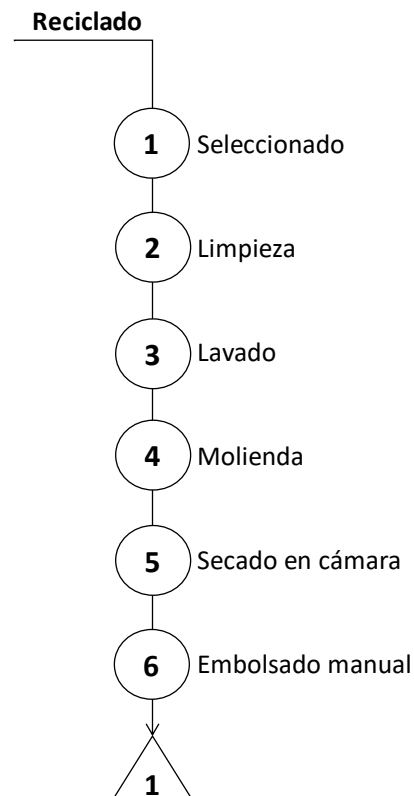 Reciclado
1 Seleccionado
2 Limpieza
3 Lavado
4 Molienda
5 Secado en cámara
6 Embolsado manual
1